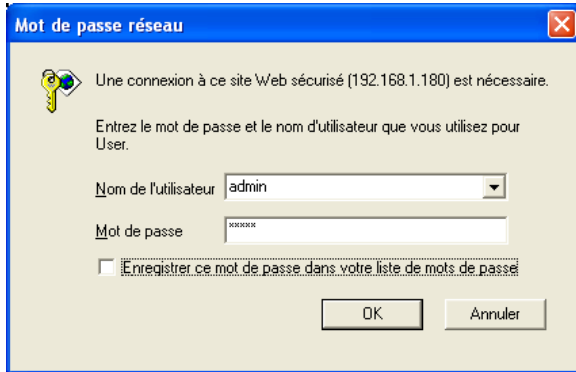 Mot de passe réseau
Une connexion à ce site Web sécurisé (192.168.1.180) est nécessaire.
Entrez le mot de passe et le nom d'utilisateur que vous utilisez pour
User.
Nom de l'utilisateur admin
Mot de passe *****
Enregistrer ce mot de passe dans votre liste de mots de passe
OK Annuler